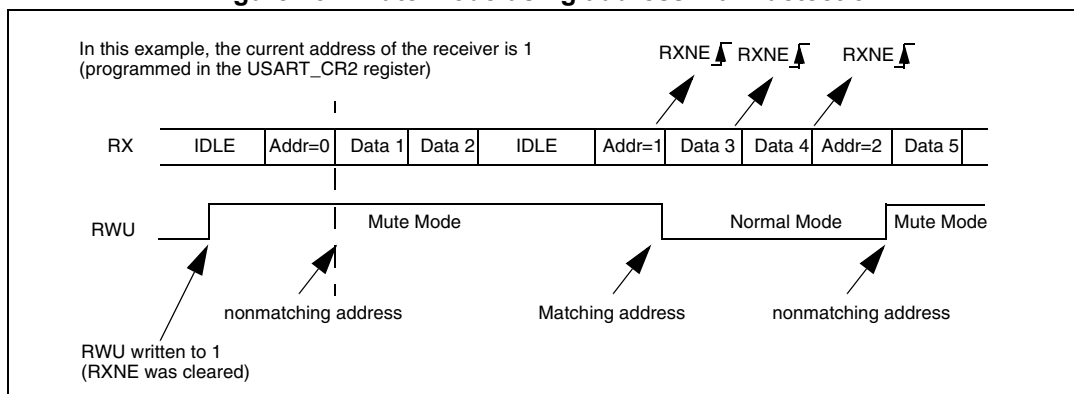 In this example, the current address of the receiver is 1
(programmed in the USART_CR2 register)
RXNE RXNE RXNE
RX IDLE Addr=0 Data 1 Data 2 IDLE Addr=1 Data 3 Data 4 Addr=2 Data 5
RWU Mute Mode Normal Mode Mute Mode
nonmatching address Matching address nonmatching address
RWU written to 1
(RXNE was cleared)